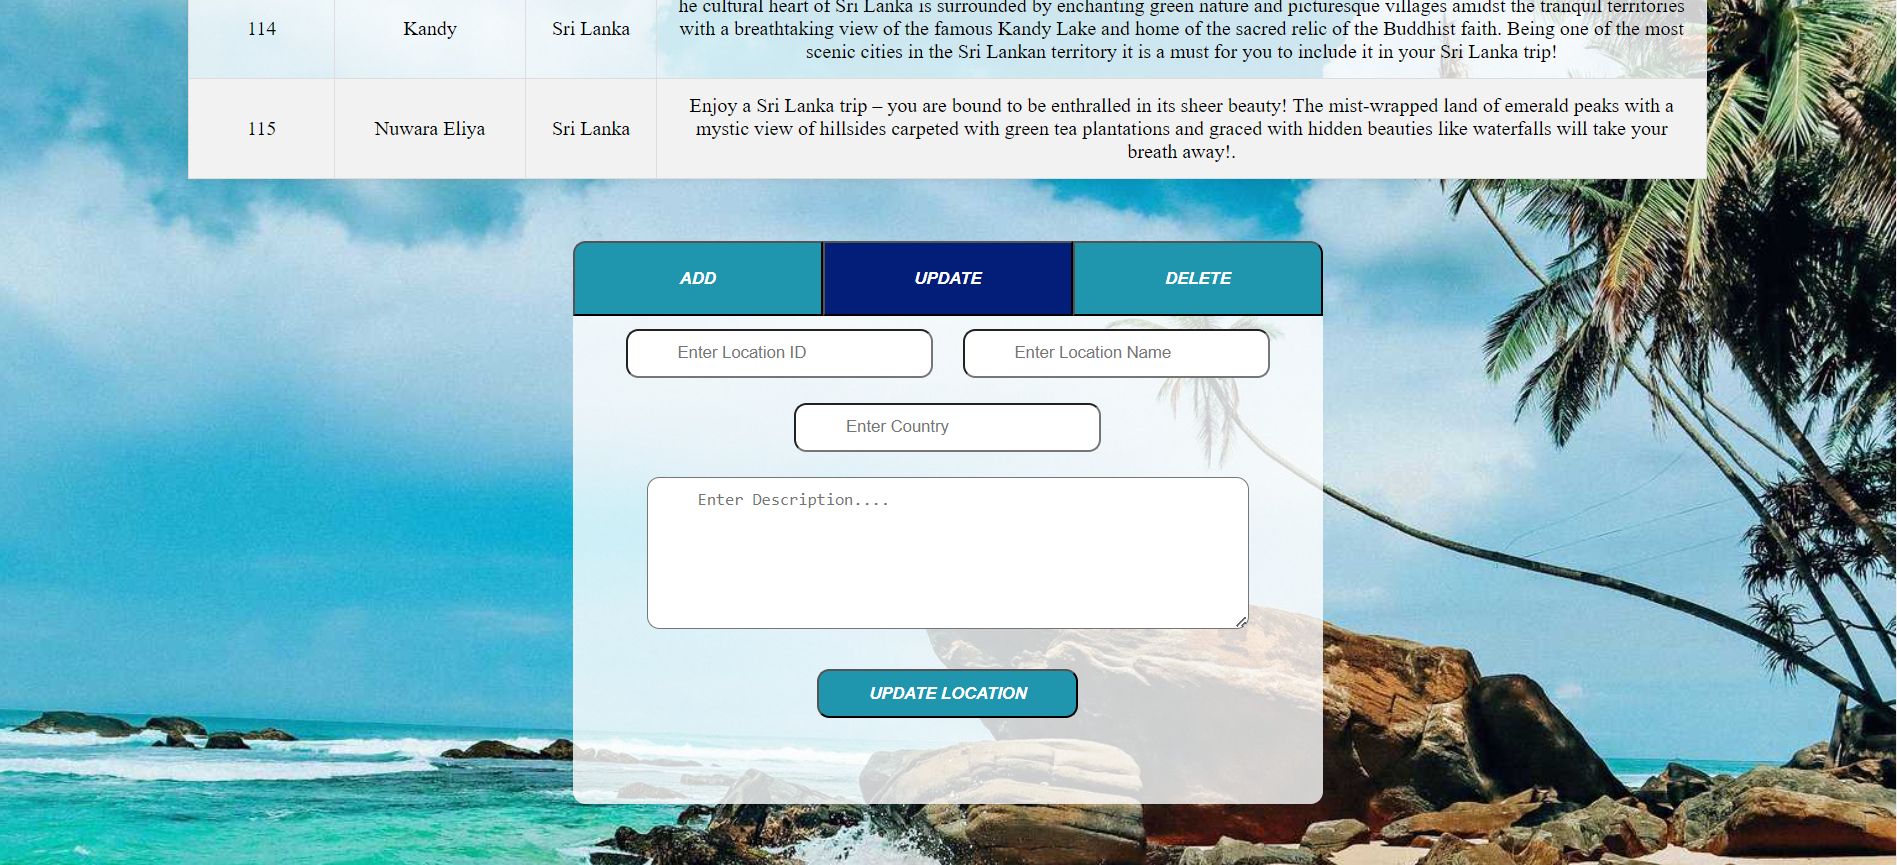 he cultural heart of Sri Lanka is surrounded by enchanting green nature and picturesque villages amidst the tranquil territories
114 Kandy Sri Lanka with a breathtaking view of the famous Kandy Lake and home of the sacred relic of the Buddhist faith. Being one of the most
scenic cities in the Sri Lankan territory it is a must for you to include it in your Sri Lanka trip!
Enjoy a Sri Lanka trip – you are bound to be enthralled in its sheer beauty! The mist-wrapped land of emerald peaks with a
115 Nuwara Eliya Sri Lanka mystic view of hillsides carpeted with green tea plantations and graced with hidden beauties like waterfalls will take your
breath away!.
ADD UPDATE DELETE
Enter Location ID Enter Location Name
Enter Country
Enter Description....
UPDATE LOCATION